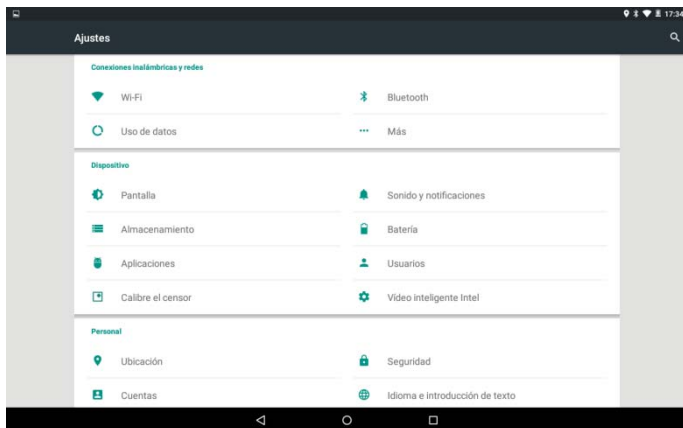 17:34
Ajustes
Conexiones inalámbricas y redes
Wi-Fi
Bluetooth
Uso de datos
Más
Dispositivo
Pantalla
Sonido y notificaciones
Almacenamiento
Batería
Aplicaciones
Usuarios
Calibre el censor
Vídeo inteligente Intel
Personal
Ubicación
Seguridad
Cuentas
Idioma e introducción de texto